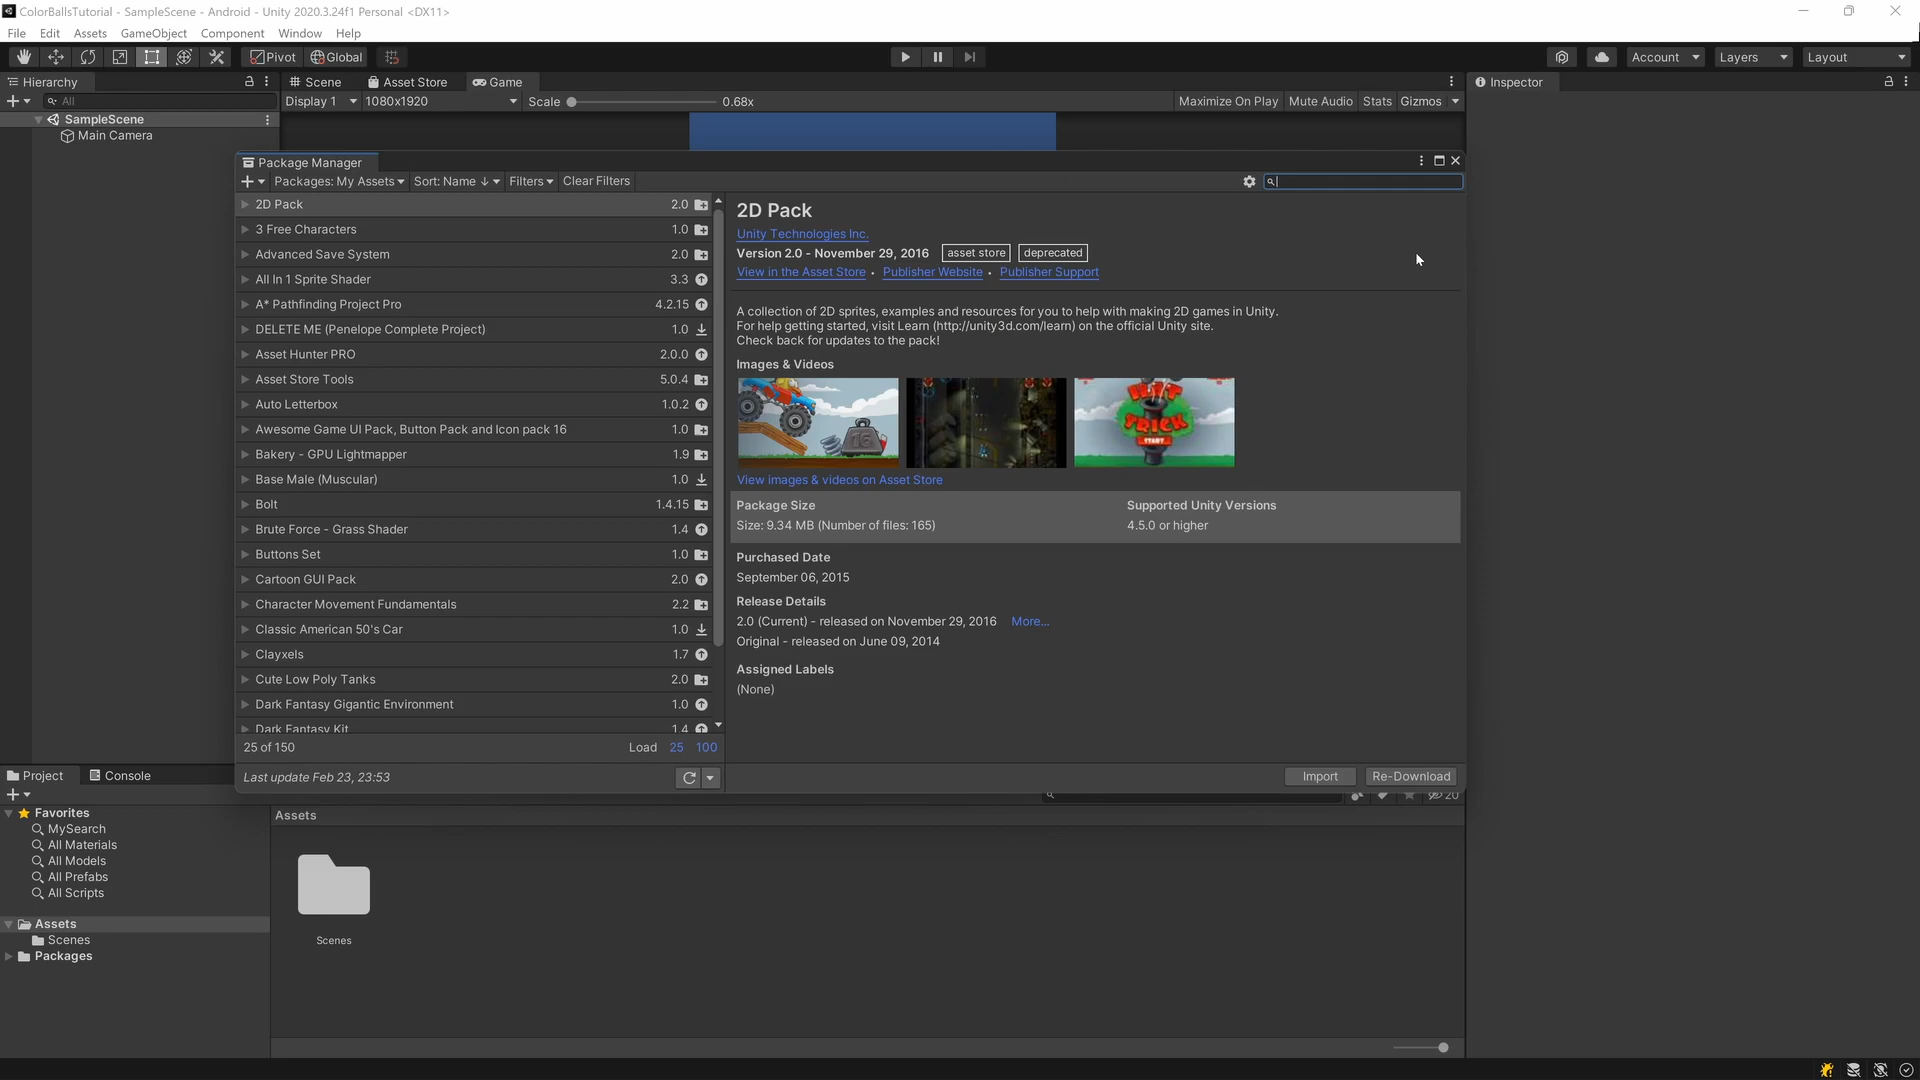 ColorBallsTutorial - SampleScene - Android - Unity 2020.3.24f1 Personal <DX11>
File Edit Assets GameObject Component Window Help
Pivot Global Account Layers Layout
Hierarchy Scene Asset Store Game Inspector
All Display 1 1080x1920 Scale 0.68x Maximize On Play Mute Audio Stats Gizmos
SampleScene
Main Camera
Package Manager
Packages: My Assets Sort: Name ↓ Filters Clear Filters
2D Pack 2.0
3 Free Characters 1.0
Advanced Save System 2.0
All In 1 Sprite Shader 3.3
A* Pathfinding Project Pro 4.2.15
DELETE ME (Penelope Complete Project) 1.0
Asset Hunter PRO 2.0.0
Asset Store Tools 5.0.4
Auto Letterbox 1.0.2
Awesome Game UI Pack, Button Pack and Icon pack 16 1.0
Bakery - GPU Lightmapper 1.9
Base Male (Muscular) 1.0
Bolt 1.4.15
Brute Force - Grass Shader 1.4
Buttons Set 1.0
Cartoon GUI Pack 2.0
Character Movement Fundamentals 2.2
Classic American 50's Car 1.0
Clayxels 1.7
Cute Low Poly Tanks 2.0
Dark Fantasy Gigantic Environment 1.0
Dark Fantasy Kit 1.4
25 of 150 Load 25 100
Last update Feb 23, 23:53
2D Pack
Unity Technologies Inc.
Version 2.0 - November 29, 2016 asset store deprecated
View in the Asset Store • Publisher Website • Publisher Support
A collection of 2D sprites, examples and resources for you to help with making 2D games in Unity.
For help getting started, visit Learn (http://unity3d.com/learn) on the official Unity site.
Check back for updates to the pack!
Images & Videos
16
HAT
TRICK
START
View images & videos on Asset Store
Package Size Supported Unity Versions
Size: 9.34 MB (Number of files: 165) 4.5.0 or higher
Purchased Date
September 06, 2015
Release Details
2.0 (Current) - released on November 29, 2016 More...
Original - released on June 09, 2014
Assigned Labels
(None)
Import Re-Download
Project Console
20
Favorites
MySearch
All Materials
All Models
All Prefabs
All Scripts
Assets
Scenes
Packages
Assets
Scenes